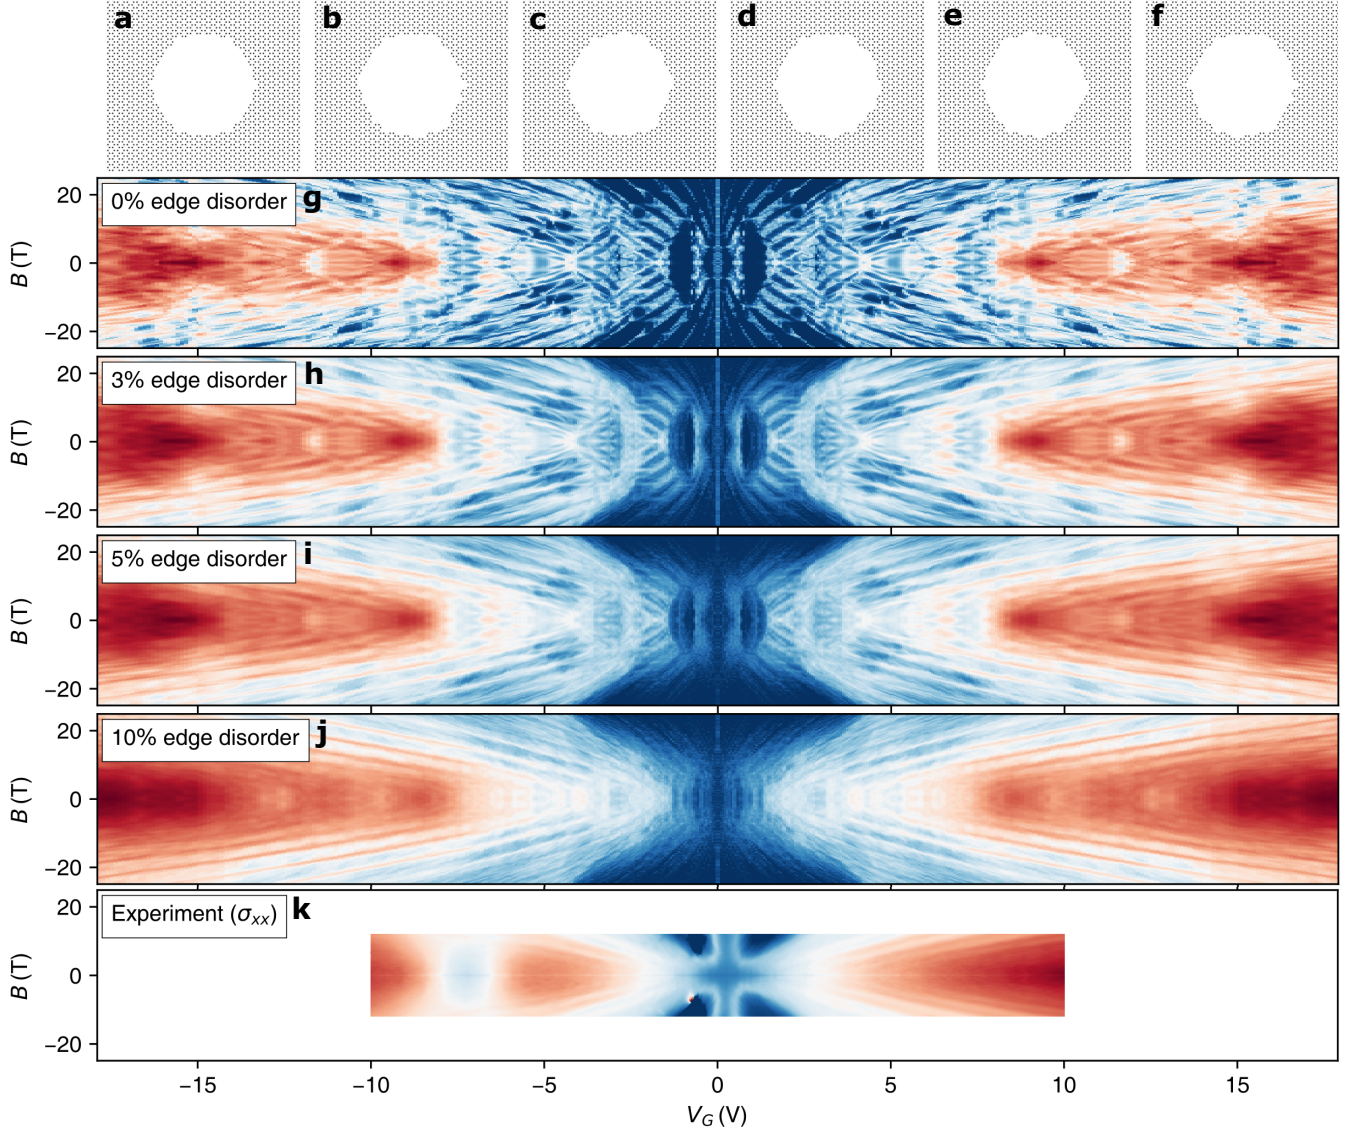 a b c d e f
20
0% edge disorder g
B (T)
0
−20
20
3% edge disorder h
B (T)
0
−20
20
5% edge disorder i
B (T)
0
−20
20
10% edge disorder j
B (T)
0
−20
20
Experiment (σxx) k
B (T)
0
−20
−15 −10 −5 0 5 10 15
VG (V)